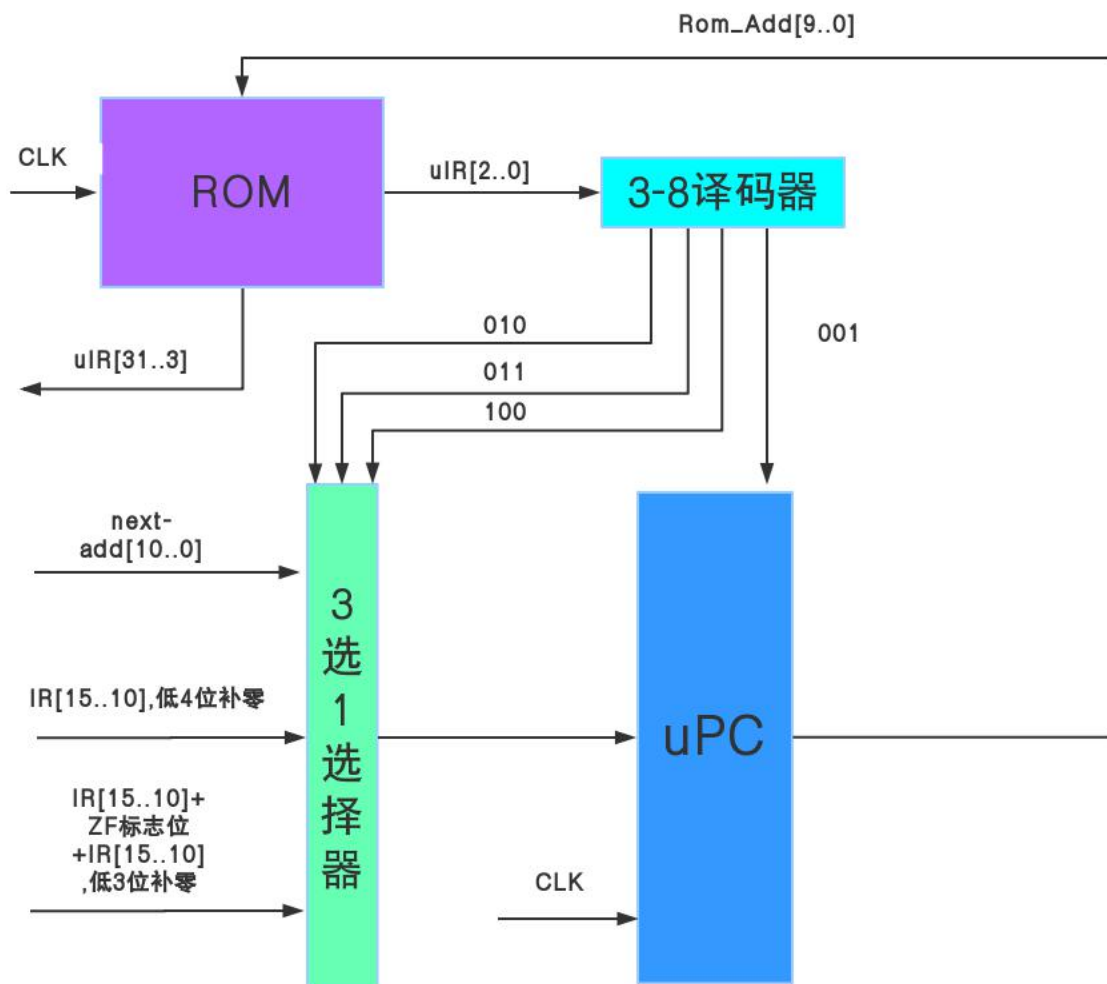 Rom_Add[9..0]
CLK
ROM
uIR[2..0]
3-8译码器
010
001
uIR[31..3]
011
100
next-
add[10..0]
3
选
1
选
择
器
IR[15..10],低4位补零
uPC
IR[15..10]+
ZF标志位
+IR[15..10]
,低3位补零
CLK